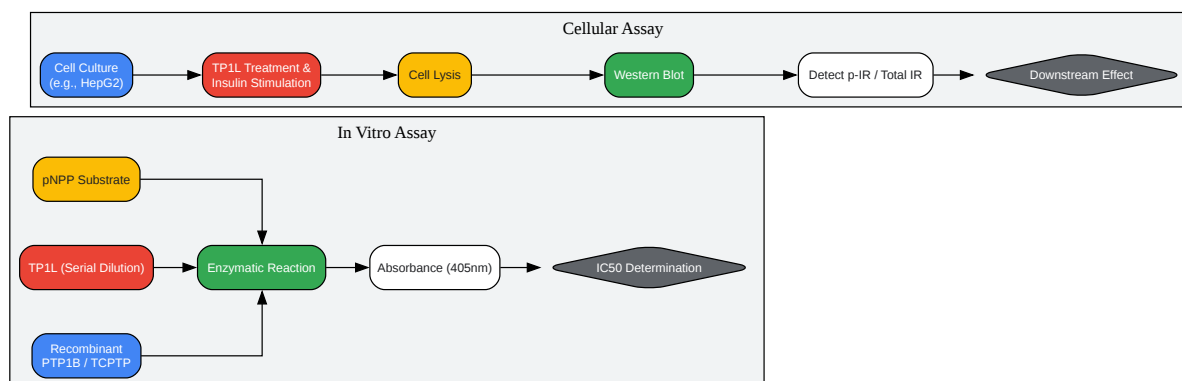 Cellular Assay
Cell Culture
(e.g., HepG2)
TP1L Treatment &
Insulin Stimulation
Cell Lysis
Western Blot
Detect p-IR / Total IR
Downstream Effect
In Vitro Assay
pNPP Substrate
TP1L (Serial Dilution)
Enzymatic Reaction
Absorbance (405nm)
IC50 Determination
Recombinant
PTP1B / TCPTP